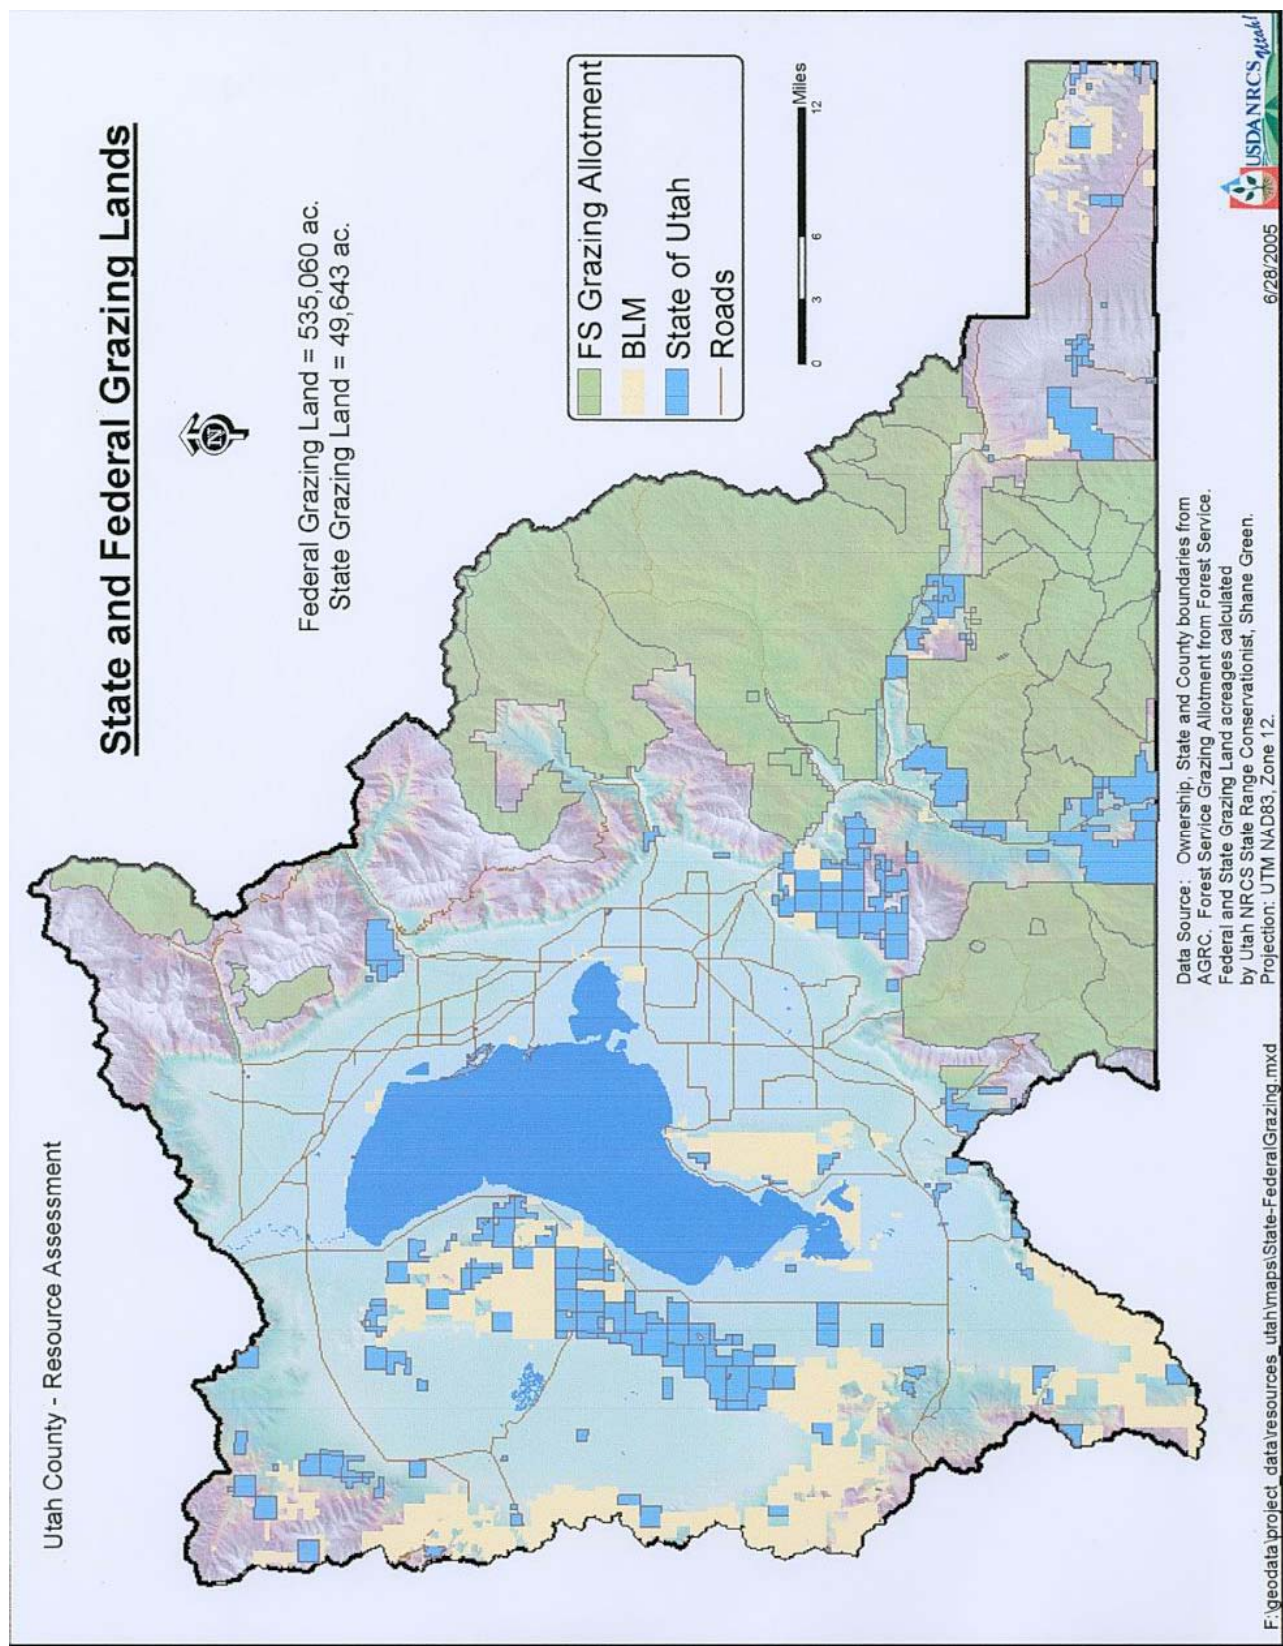 Utah County - Resource Assessment
State and Federal Grazing Lands
N
Federal Grazing Land = 535,060 ac.
State Grazing Land = 49,643 ac.
FS Grazing Allotment
BLM
State of Utah
Roads
0 3 6 12 Miles
Data Source: Ownership, State and County boundaries from
AGRC. Forest Service Grazing Allotment from Forest Service.
Federal and State Grazing Land acreages calculated
by Utah NRCS State Range Conservationist, Shane Green.
Projection: UTM NAD83, Zone 12.
F:\geodata\project_data\resources_utah\maps\State-FederalGrazing.mxd
6/28/2005
USDA NRCS Utah!